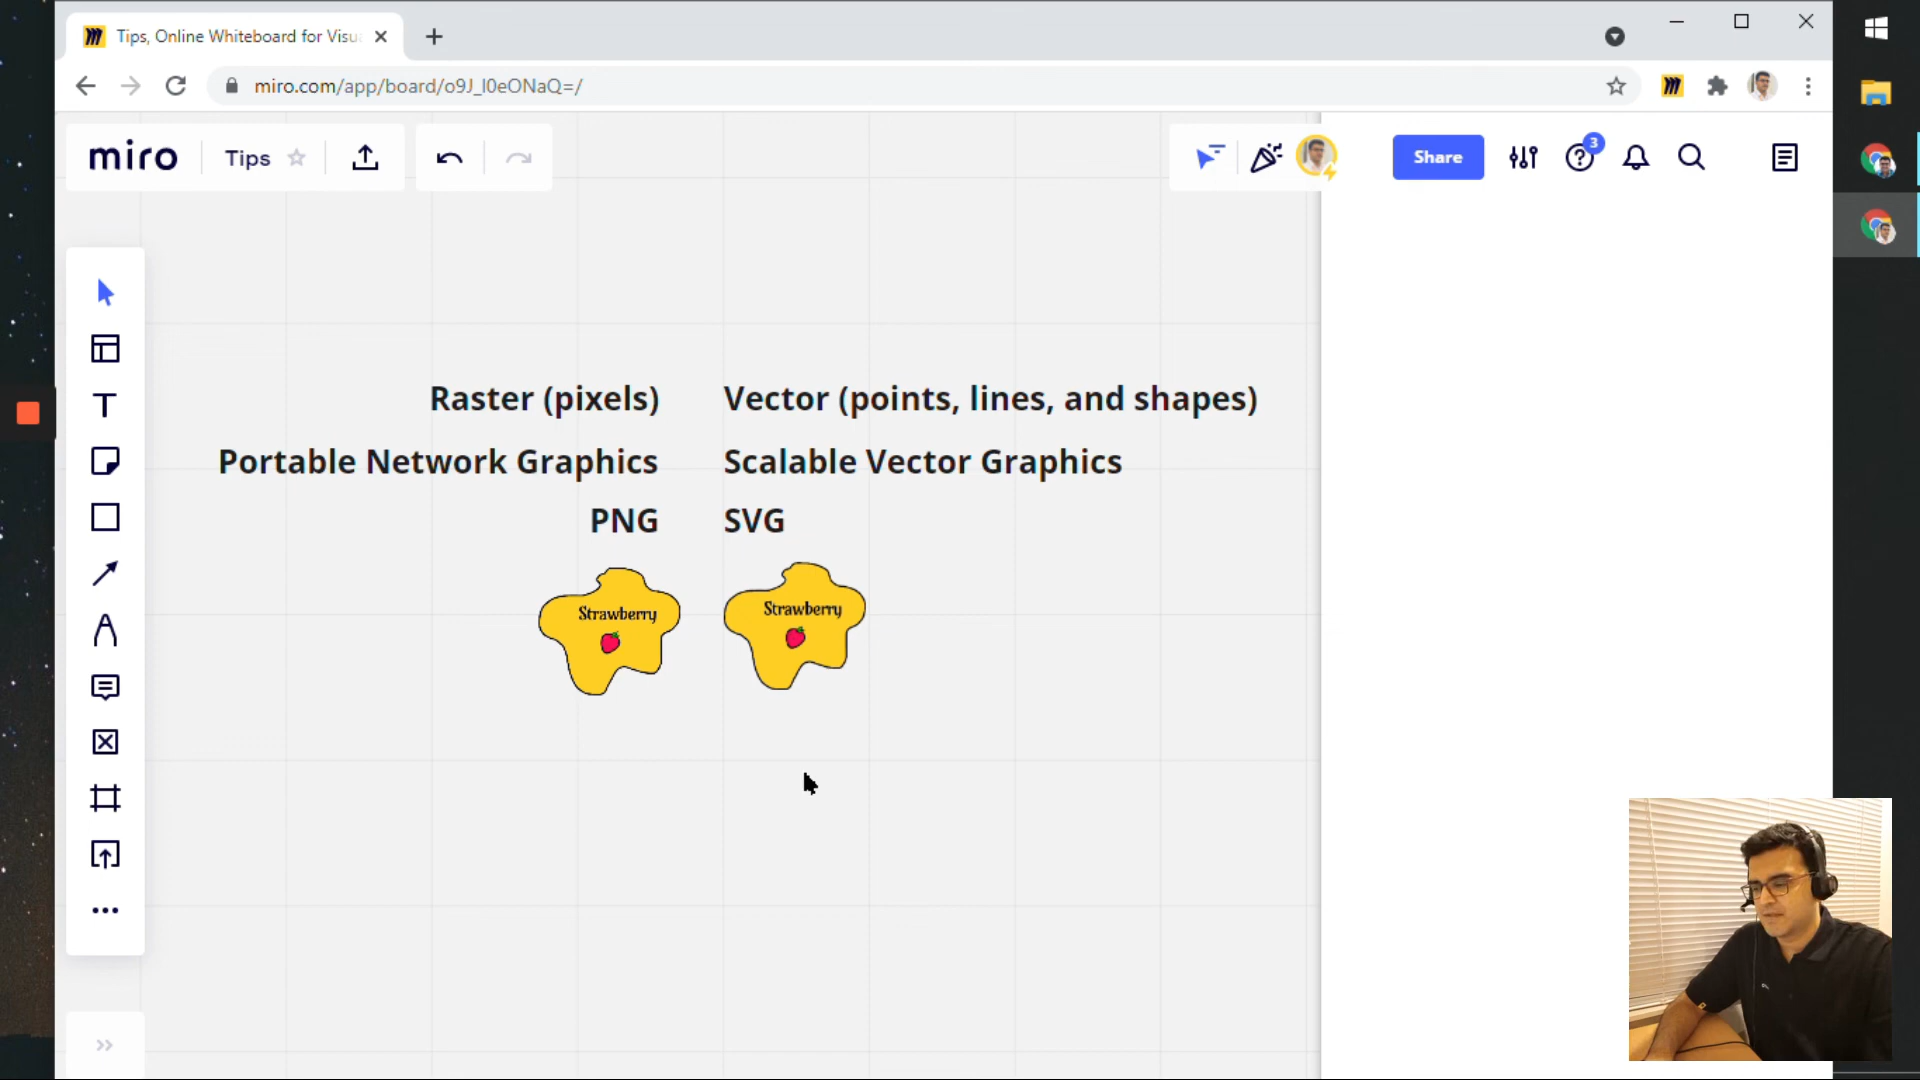 Tips, Online Whiteboard for Visu
miro.com/app/board/o9J_l0eONaQ=/
miro
Tips
Share
3
Raster (pixels)
Vector (points, lines, and shapes)
Portable Network Graphics
Scalable Vector Graphics
PNG
SVG
Strawberry
Strawberry